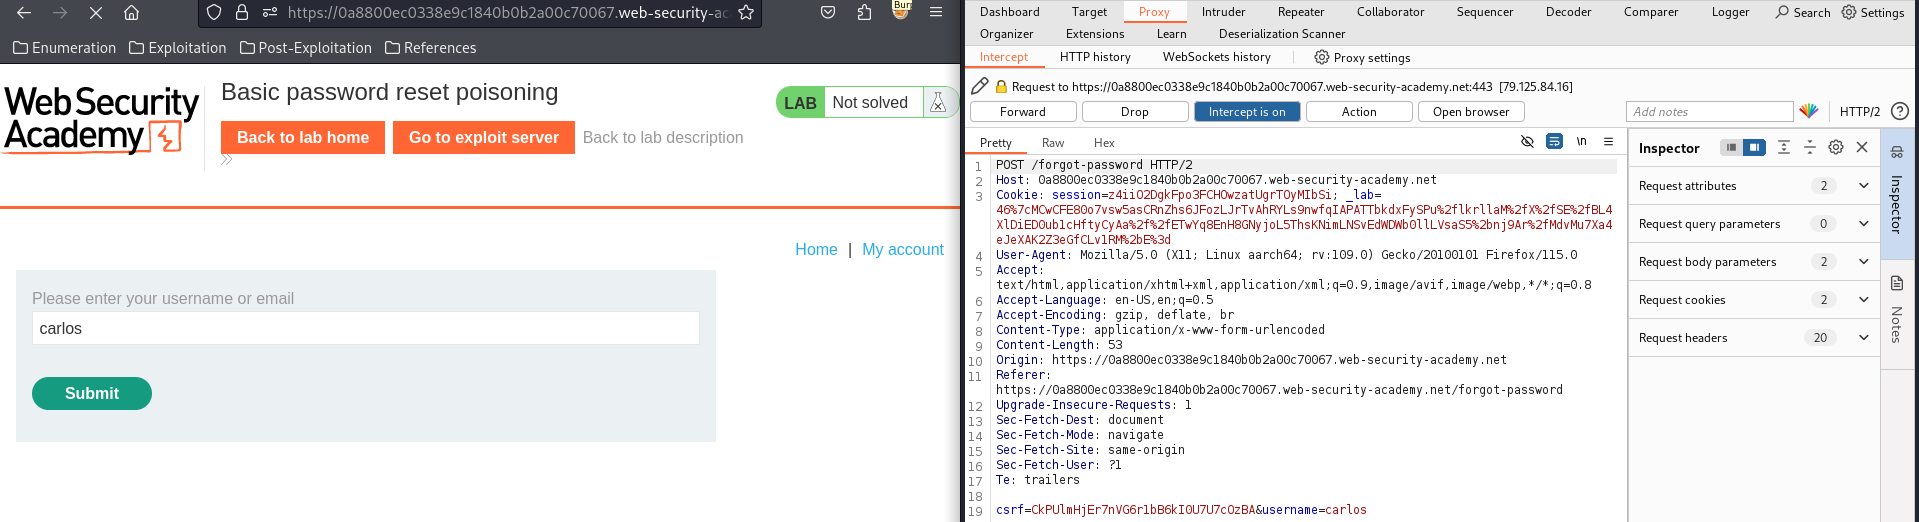 https://0a8800ec0338e9c1840b0b2a00c70067.web-security-ac
Enumeration Exploitation Post-Exploitation References
WebSecurity
Academy
Basic password reset poisoning
Back to lab home Go to exploit server Back to lab description
LAB Not solved
Home | My account
Please enter your username or email
carlos
Submit
Dashboard Target Proxy Intruder Repeater Collaborator Sequencer Decoder Comparer Logger Search Settings
Organizer Extensions Learn Deserialization Scanner
Intercept HTTP history WebSockets history Proxy settings
Request to https://0a8800ec0338e9c1840b0b2a00c70067.web-security-academy.net:443 [79.125.84.16]
Forward Drop Intercept is on Action Open browser Add notes HTTP/2
Pretty Raw Hex \n
1 POST /forgot-password HTTP/2
2 Host: 0a8800ec0338e9c1840b0b2a00c70067.web-security-academy.net
3 Cookie: session=z4iiO2DgkFpo3FCHOwzatUgrTOyMIbSi; _lab=
46%7cMCwCFE80o7vsw5asCRnZhs6JFozLJrTvAhRYLs9nwfqIAPATTbkdxFySPu%2flkrllaM%2fX%2fSE%2fBL4
XlDiED0ub1cHftyCyAa%2f%2fETwYq8EnH8GNyjoL5ThsKNimLNSvEdWDWb0llLVsaS5%2bnj9Ar%2fMdvMu7Xa4
eJeXAK2Z3eGfCLv1RM%2bE%3d
4 User-Agent: Mozilla/5.0 (X11; Linux aarch64; rv:109.0) Gecko/20100101 Firefox/115.0
5 Accept:
text/html,application/xhtml+xml,application/xml;q=0.9,image/avif,image/webp,*/*;q=0.8
6 Accept-Language: en-US,en;q=0.5
7 Accept-Encoding: gzip, deflate, br
8 Content-Type: application/x-www-form-urlencoded
9 Content-Length: 53
10 Origin: https://0a8800ec0338e9c1840b0b2a00c70067.web-security-academy.net
11 Referer:
https://0a8800ec0338e9c1840b0b2a00c70067.web-security-academy.net/forgot-password
12 Upgrade-Insecure-Requests: 1
13 Sec-Fetch-Dest: document
14 Sec-Fetch-Mode: navigate
15 Sec-Fetch-Site: same-origin
16 Sec-Fetch-User: ?1
17 Te: trailers
18
19 csrf=CkPUlmHjEr7nVG6r1bB6kI0U7U7cOzBA&username=carlos
Inspector
Request attributes 2
Request query parameters 0
Request body parameters 2
Request cookies 2
Request headers 20
Inspector
Notes